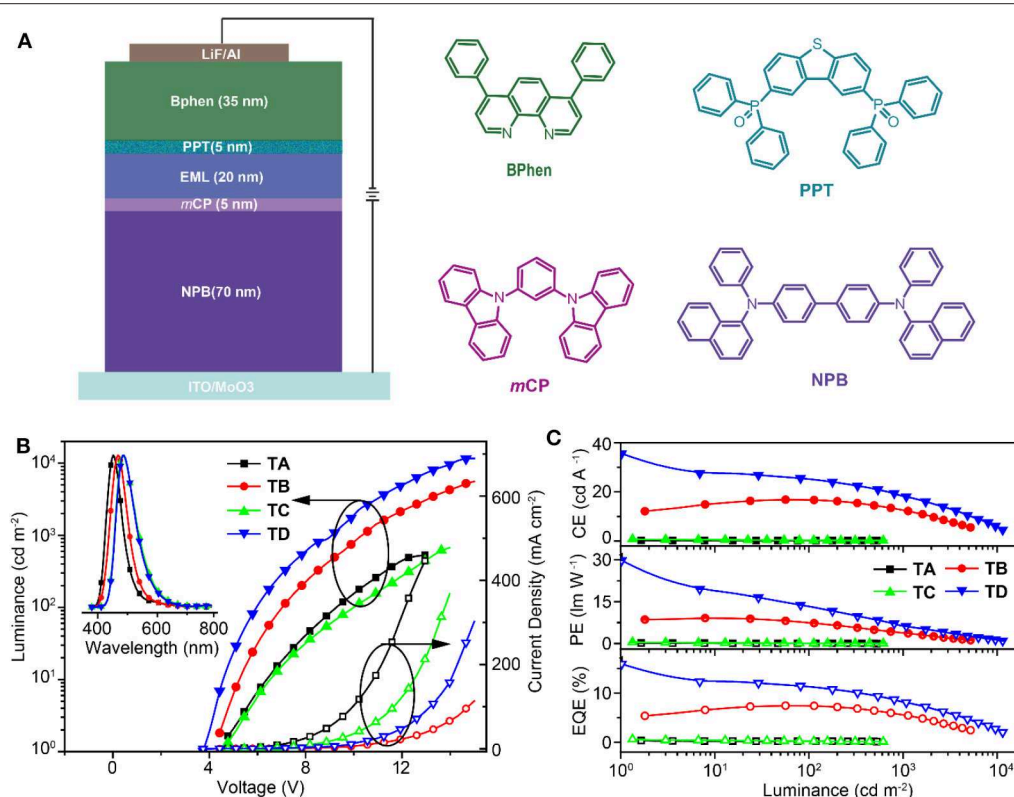 A
LiF/Al
Bphen (35 nm)
PPT(5 nm)
EML (20 nm)
mCP (5 nm)
NPB(70 nm)
ITO/MoO3
N N
BPhen
S
P P
O O
PPT
N N
mCP
N N
NPB
B
10⁴
10³
10²
10¹
10⁰
Luminance (cd m⁻²)
TA
TB
TC
TD
400 600 800
Wavelength (nm)
0 4 8 12
Voltage (V)
600
400
200
0
Current Density (mA cm⁻²)
C
40
20
0
CE (cd A⁻¹)
30
15
0
PE (lm W⁻¹)
TA TB
TC TD
10
0
EQE (%)
10⁰ 10¹ 10² 10³ 10⁴
Luminance (cd m⁻²)